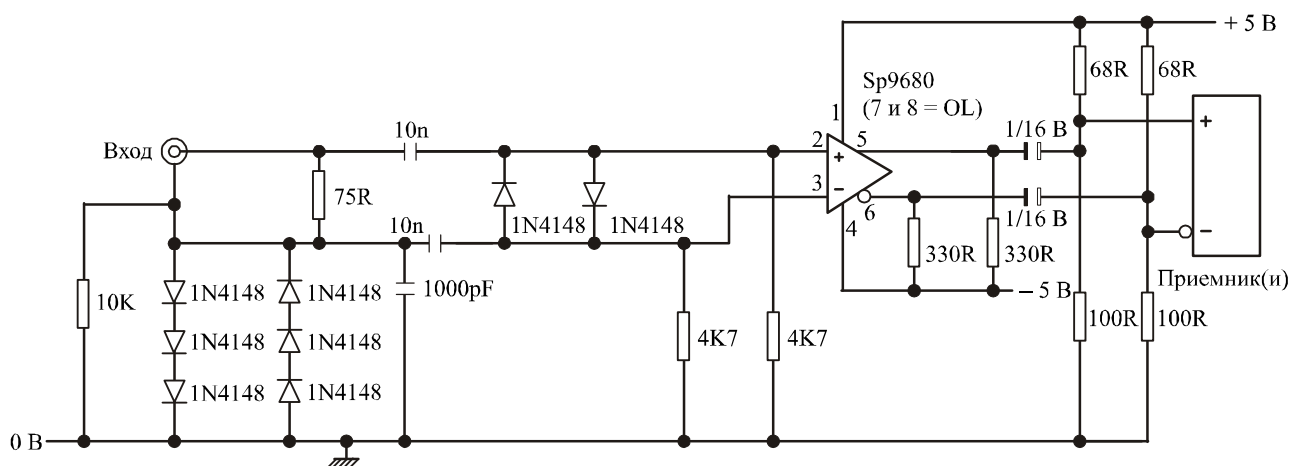 + 5 В
68R
68R
Sp9680
(7 и 8 = OL)
1
10n
1/16 В
Вход
2
+
5
+
3
−
6
75R
1/16 В
−
10n
1N4148
1N4148
4
330R
330R
Приемник(и)
10K
1N4148
1N4148
1000pF
− 5 В
100R
100R
1N4148
1N4148
4K7
4K7
1N4148
1N4148
0 В